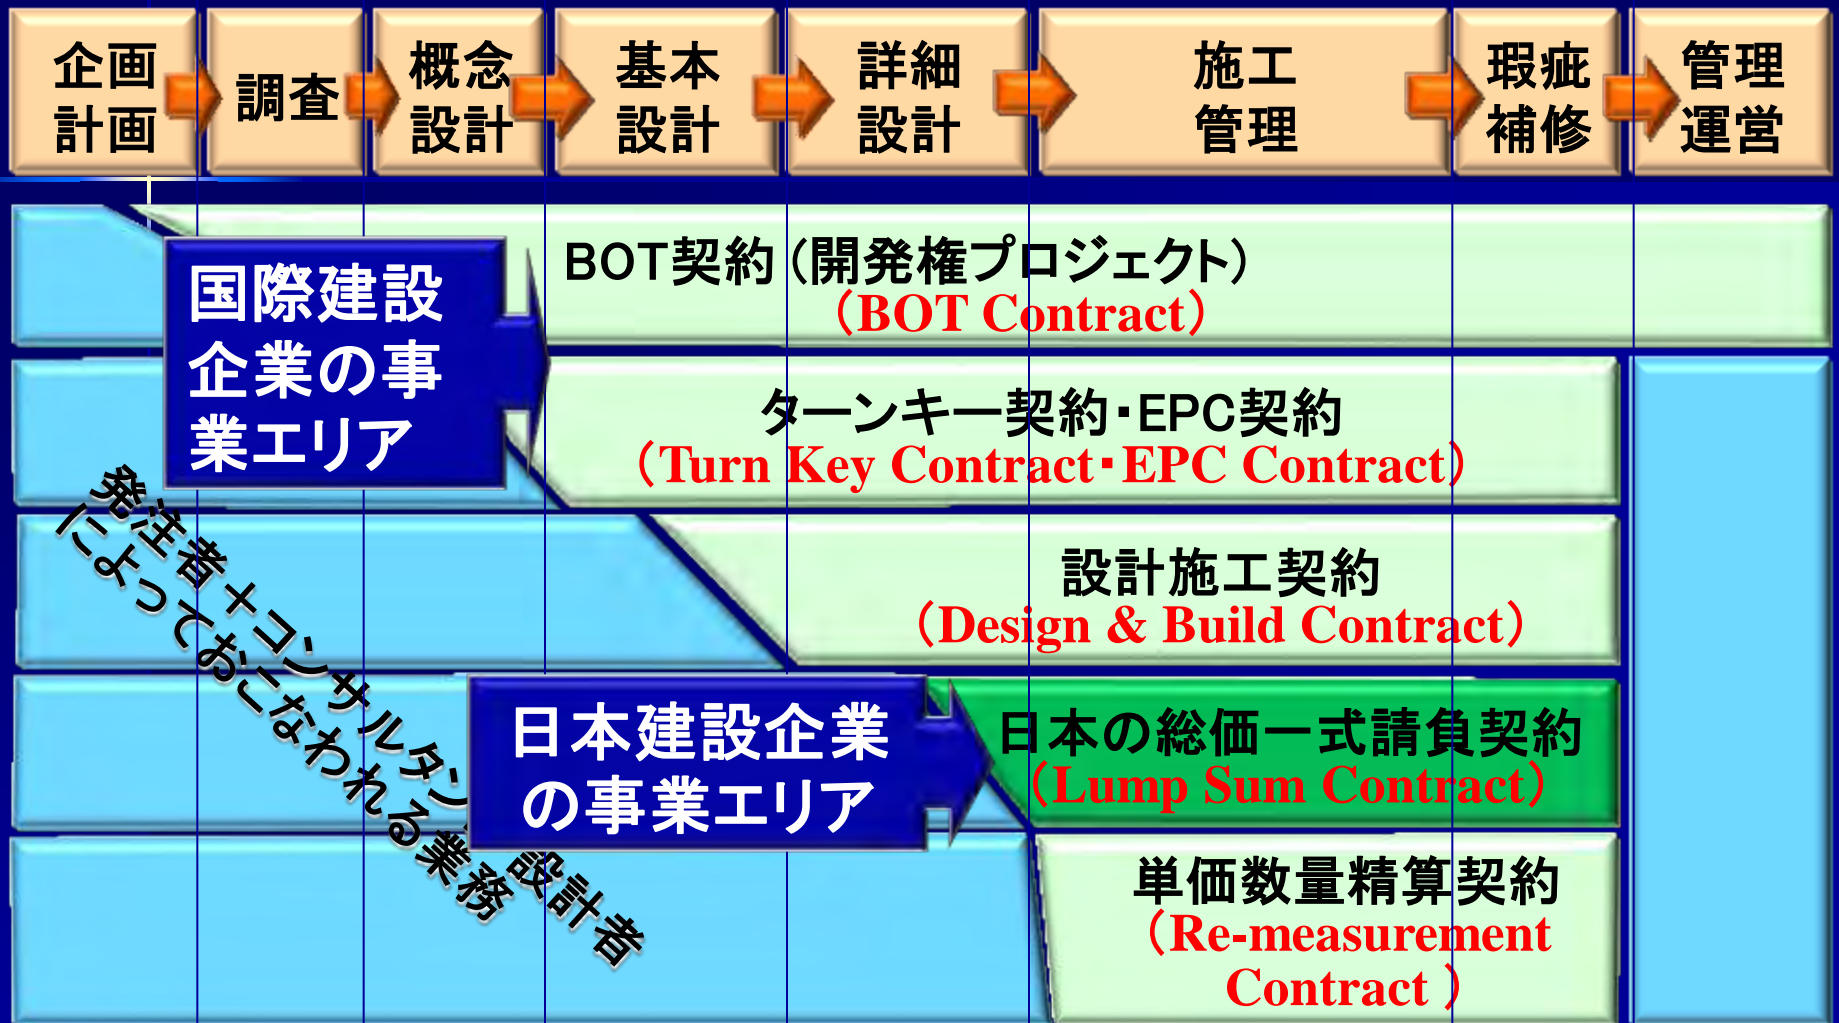 企画
計画
調査
概念
設計
基本
設計
詳細
設計
施工
管理
瑕疵
補修
管理
運営
BOT契約（開発権プロジェクト）
（BOT Contract）
国際建設
企業の事
業エリア
ターンキー契約・EPC契約
（Turn Key Contract・EPC Contract）
設計施工契約
（Design & Build Contract）
発注者＋コンサルタン
設計者
によっておこなわれる業務
日本建設企業
の事業エリア
日本の総価一式請負契約
（Lump Sum Contract）
単価数量精算契約
（Re-measurement
Contract ）